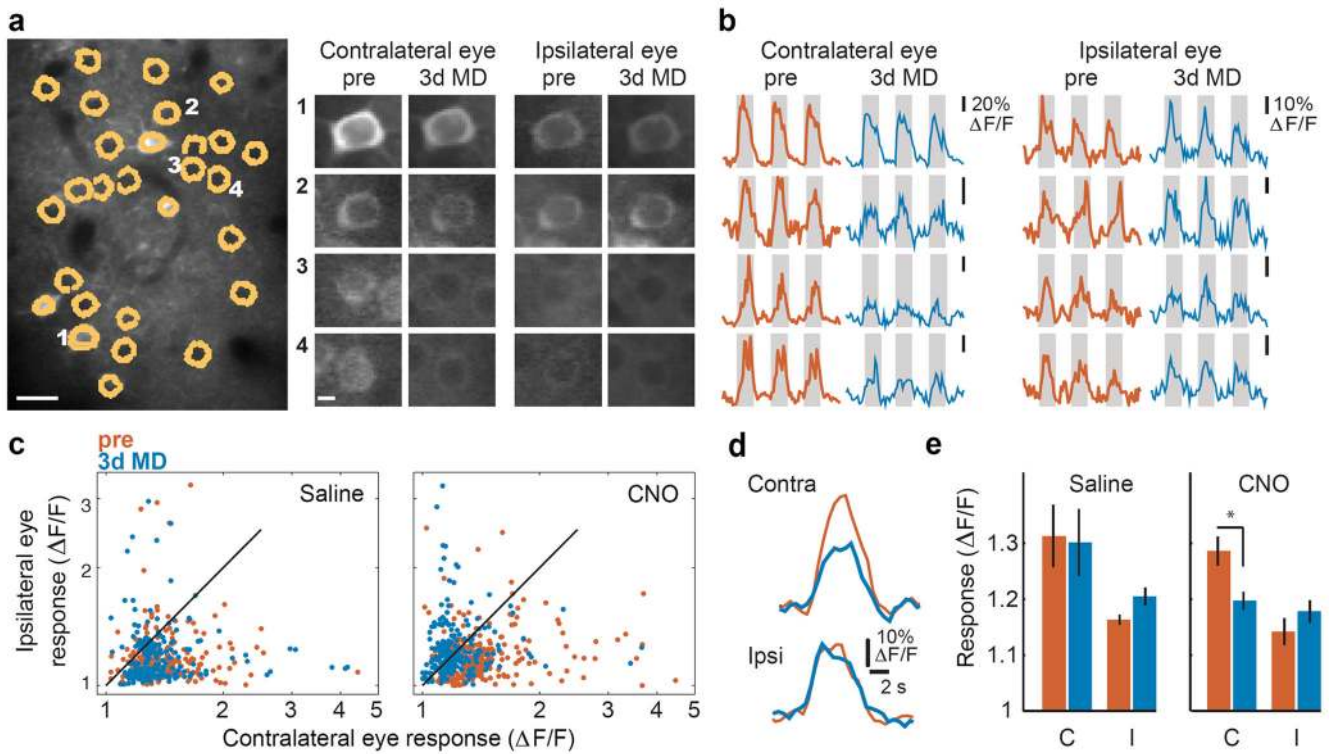 a
Contralateral eye
Ipsilateral eye
pre
3d MD
pre
3d MD
1
2
3
4
2
3
4
1
b
Contralateral eye
Ipsilateral eye
pre
3d MD
pre
3d MD
20%
ΔF/F
10%
ΔF/F
c
pre
3d MD
Ipsilateral eye
response (ΔF/F)
3
2
1
Saline
CNO
1 2 3 4 5
1 2 3 4 5
Contralateral eye response (ΔF/F)
d
Contra
Ipsi
10%
ΔF/F
2 s
e
Saline
CNO
*
Response (ΔF/F)
1.3
1.2
1.1
1
C I
C I